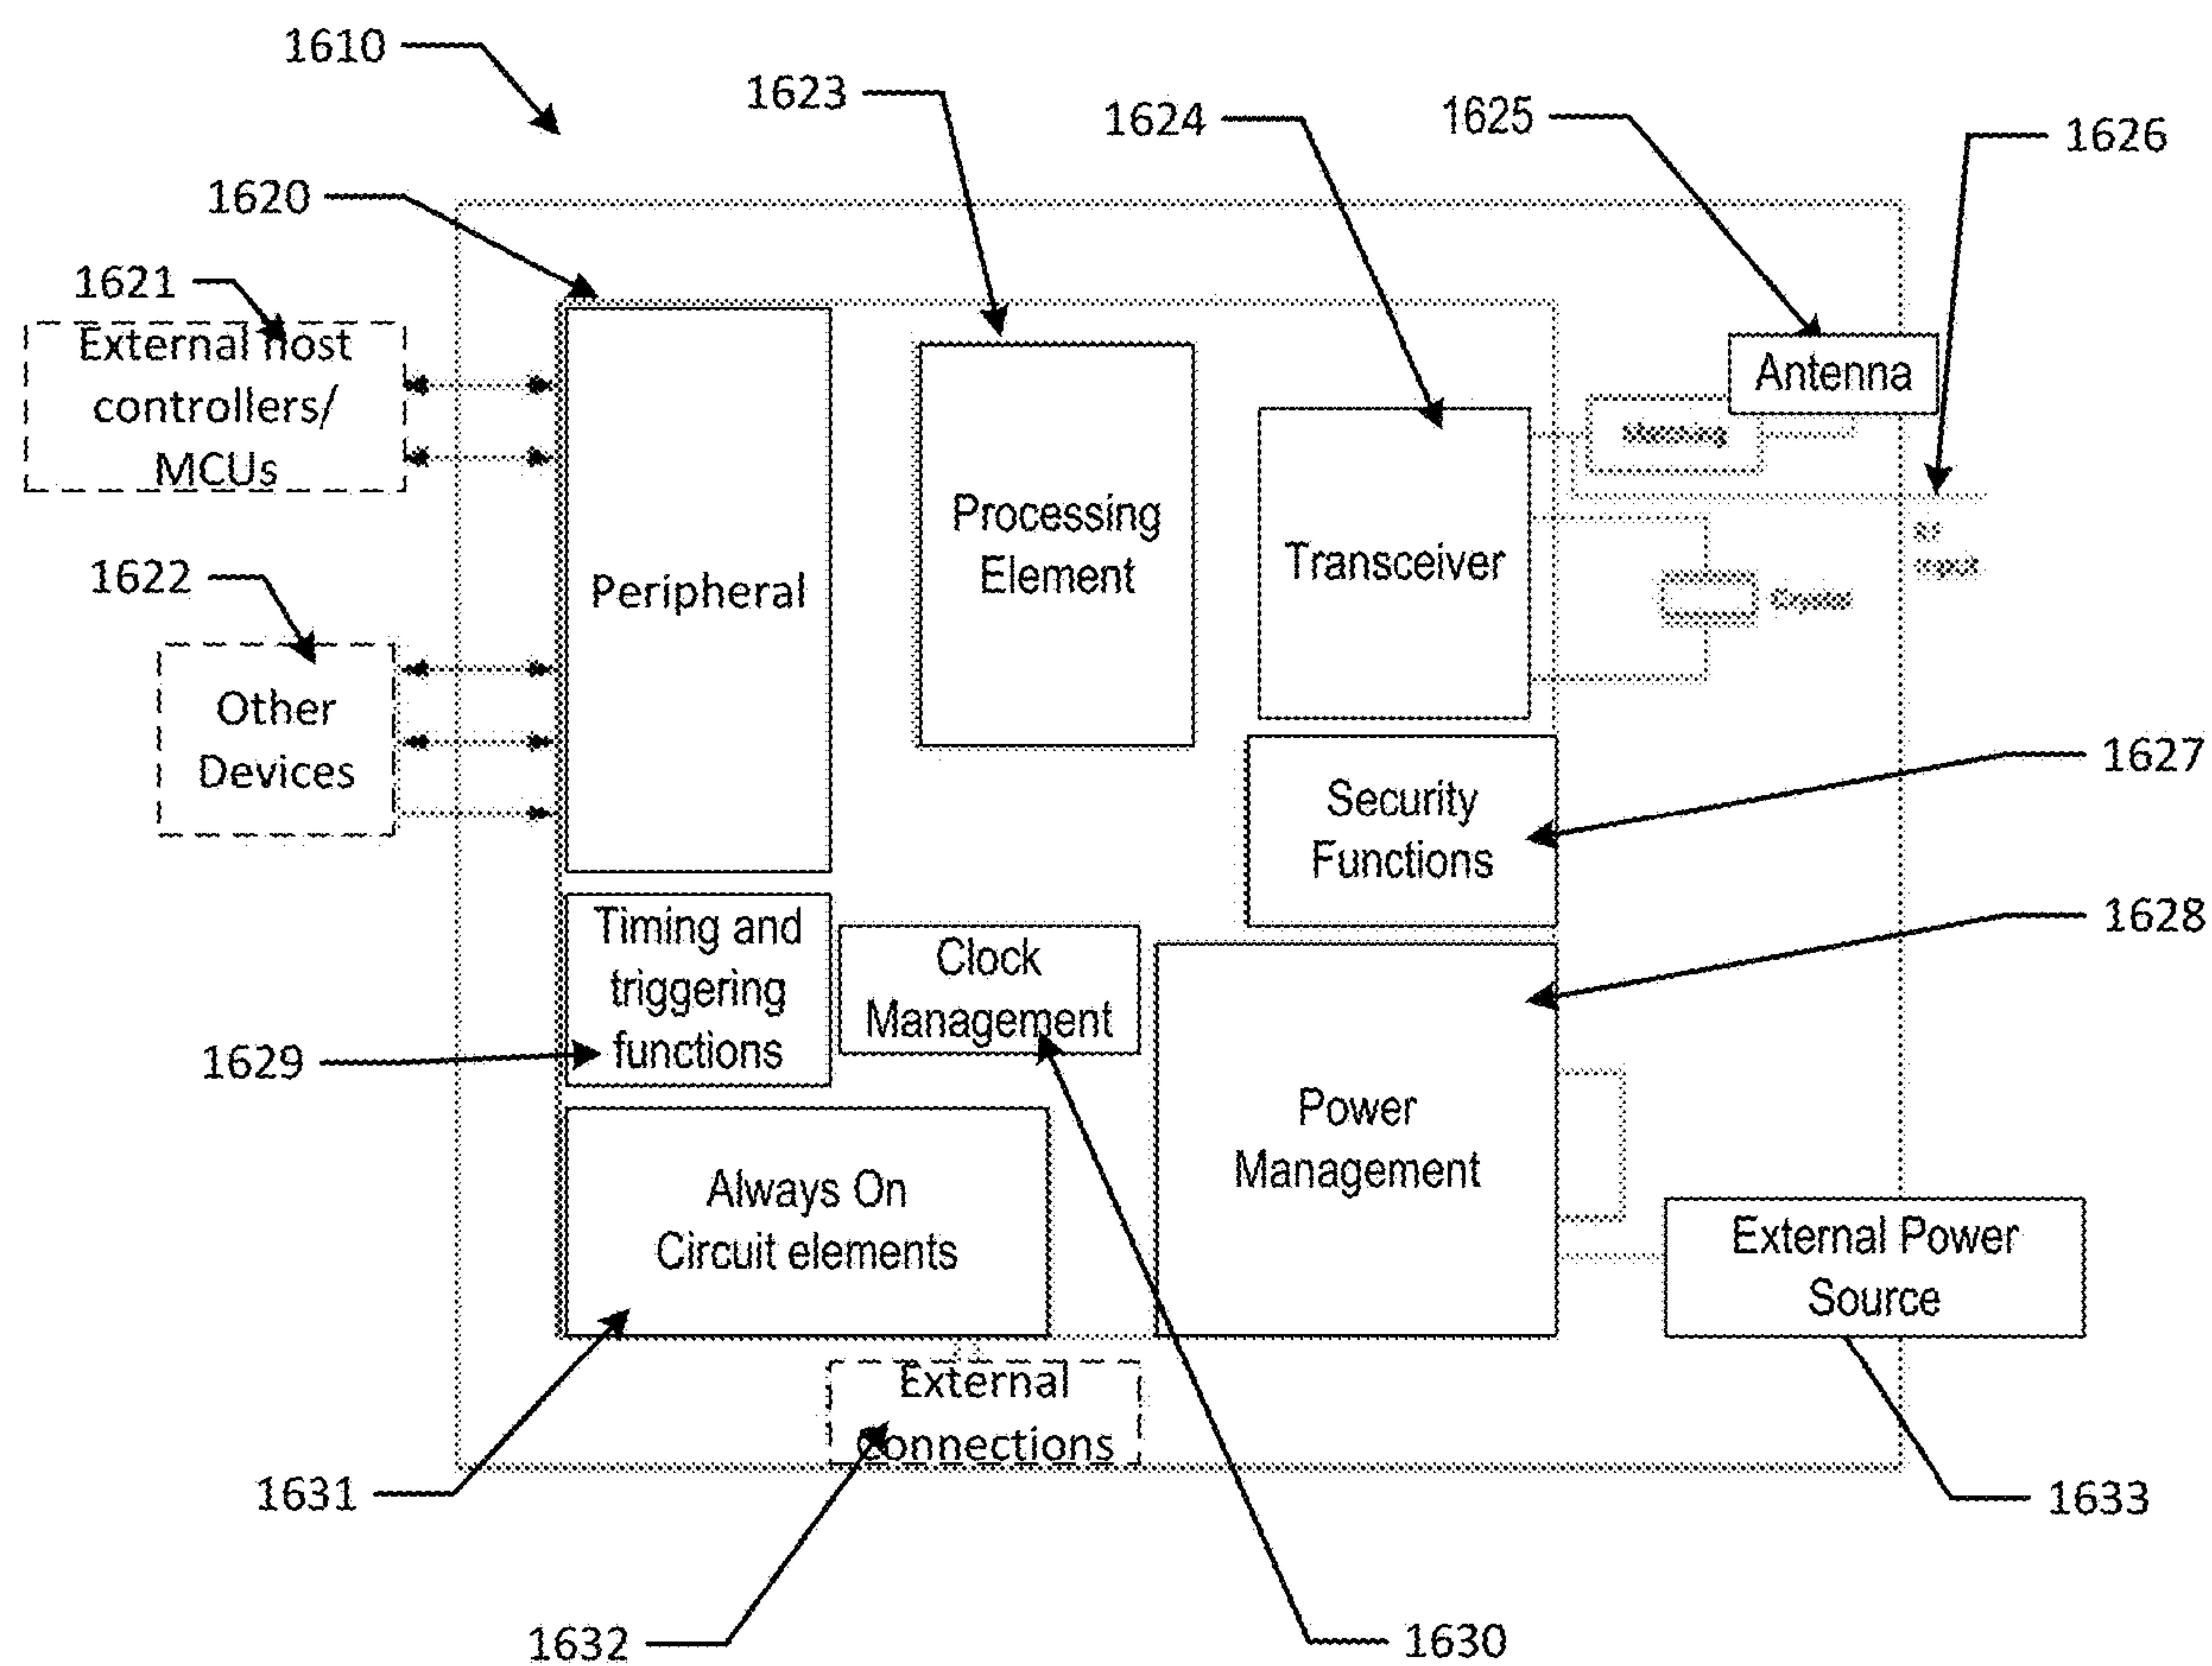 1610
1623
1624
1625
1626
1620
1621
External host
controllers/
MCUs
Antenna
Processing
Element
Transceiver
Input
Crystal
1622
Peripheral
Other
Devices
1627
Security
Functions
1628
Timing and
triggering
functions
Clock
Management
1629
Power
Management
Always On
Circuit elements
External Power
Source
External
Connections
1631
1633
1632
1630